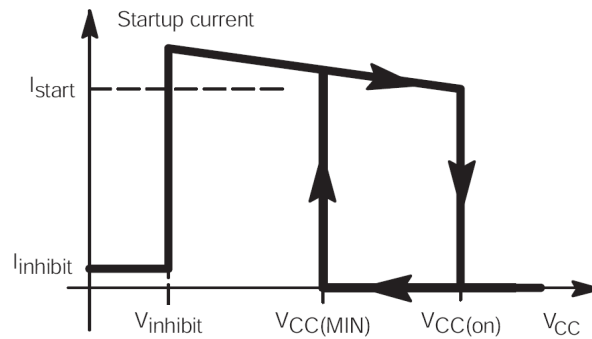 Startup current
Istart
Iinhibit
Vinhibit
VCC(MIN)
VCC(on)
VCC